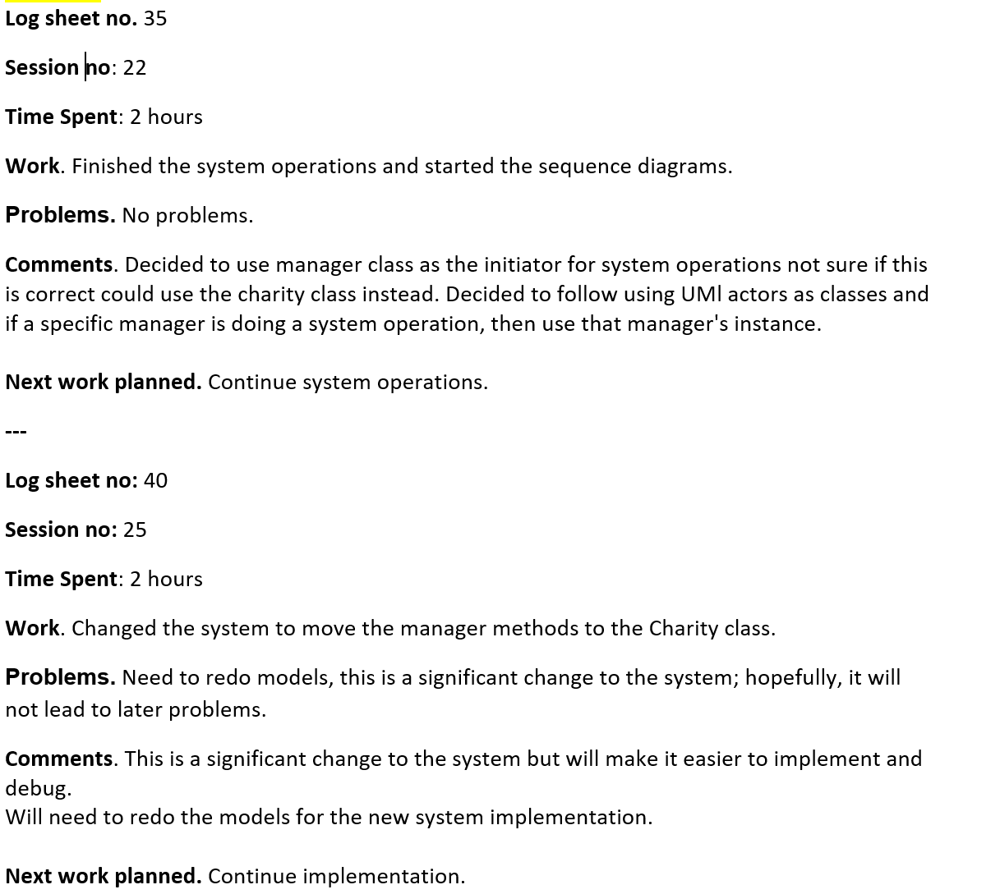 Log sheet no. 35
Session no: 22
Time Spent: 2 hours
Work. Finished the system operations and started the sequence diagrams.
Problems. No problems.
Comments. Decided to use manager class as the initiator for system operations not sure if this
is correct could use the charity class instead. Decided to follow using UMl actors as classes and
if a specific manager is doing a system operation, then use that manager's instance.
Next work planned. Continue system operations.
---
Log sheet no: 40
Session no: 25
Time Spent: 2 hours
Work. Changed the system to move the manager methods to the Charity class.
Problems. Need to redo models, this is a significant change to the system; hopefully, it will
not lead to later problems.
Comments. This is a significant change to the system but will make it easier to implement and
debug.
Will need to redo the models for the new system implementation.
Next work planned. Continue implementation.